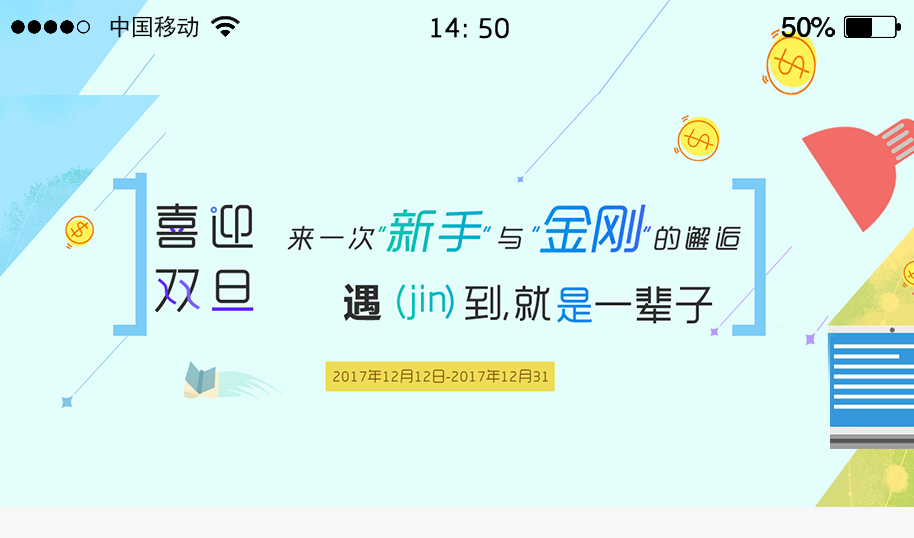 中国移动 14: 50 50%
喜迎
双旦
来一次“新手”与“金刚”的邂逅
遇(jin)到,就是一辈子
2017年12月12日-2017年12月31